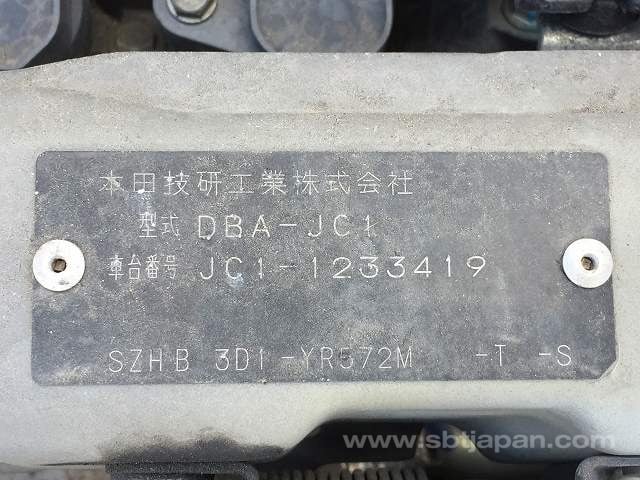 本田技研工業株式会社
型式 DBA-JC1
車台番号 JC1-1233419
SZHB 3D1 -YR572M -T -S
www.sbtjapan.com